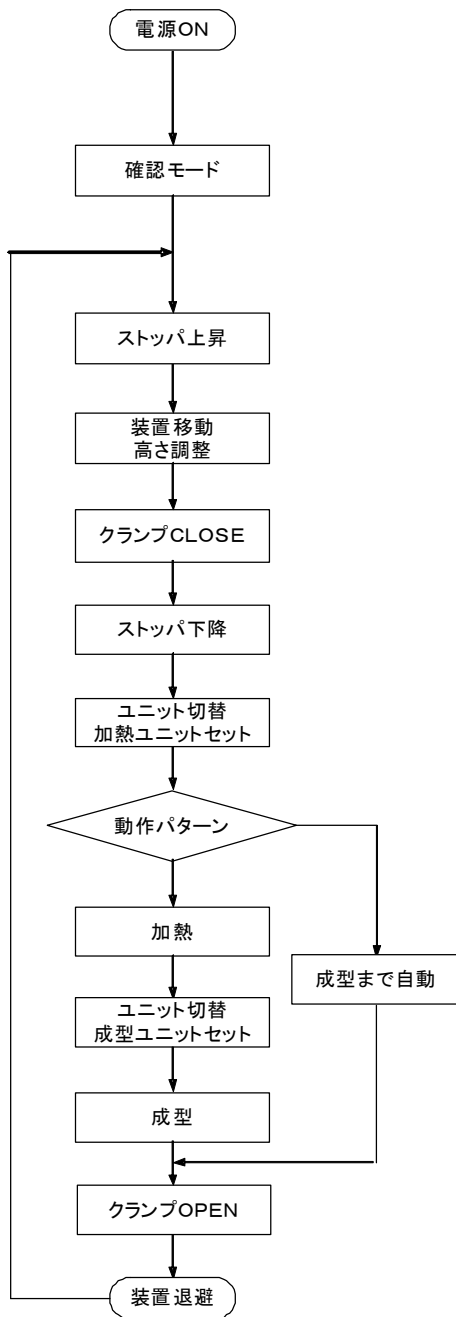 電源ON
確認モード
ストッパ上昇
装置移動
高さ調整
クランプCLOSE
ストッパ下降
ユニット切替
加熱ユニットセット
動作パターン
加熱
成型まで自動
ユニット切替
成型ユニットセット
成型
クランプOPEN
装置退避